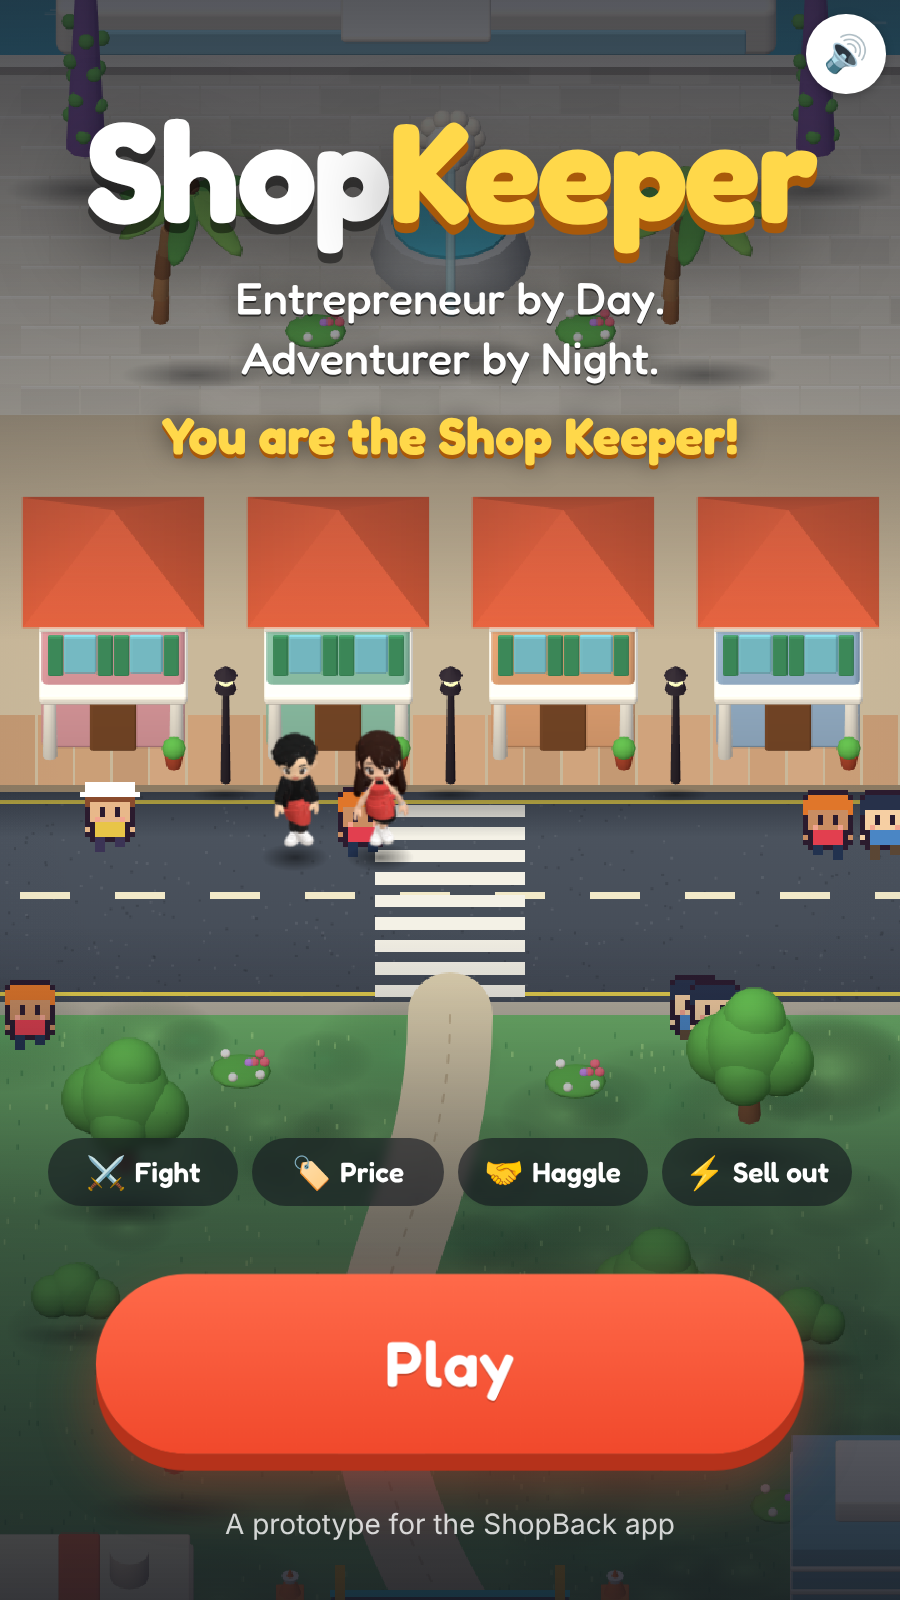 ShopKeeper
Entrepreneur by Day.
Adventurer by Night.
You are the Shop Keeper!
Fight
Price
Haggle
Sell out
Play
A prototype for the ShopBack app